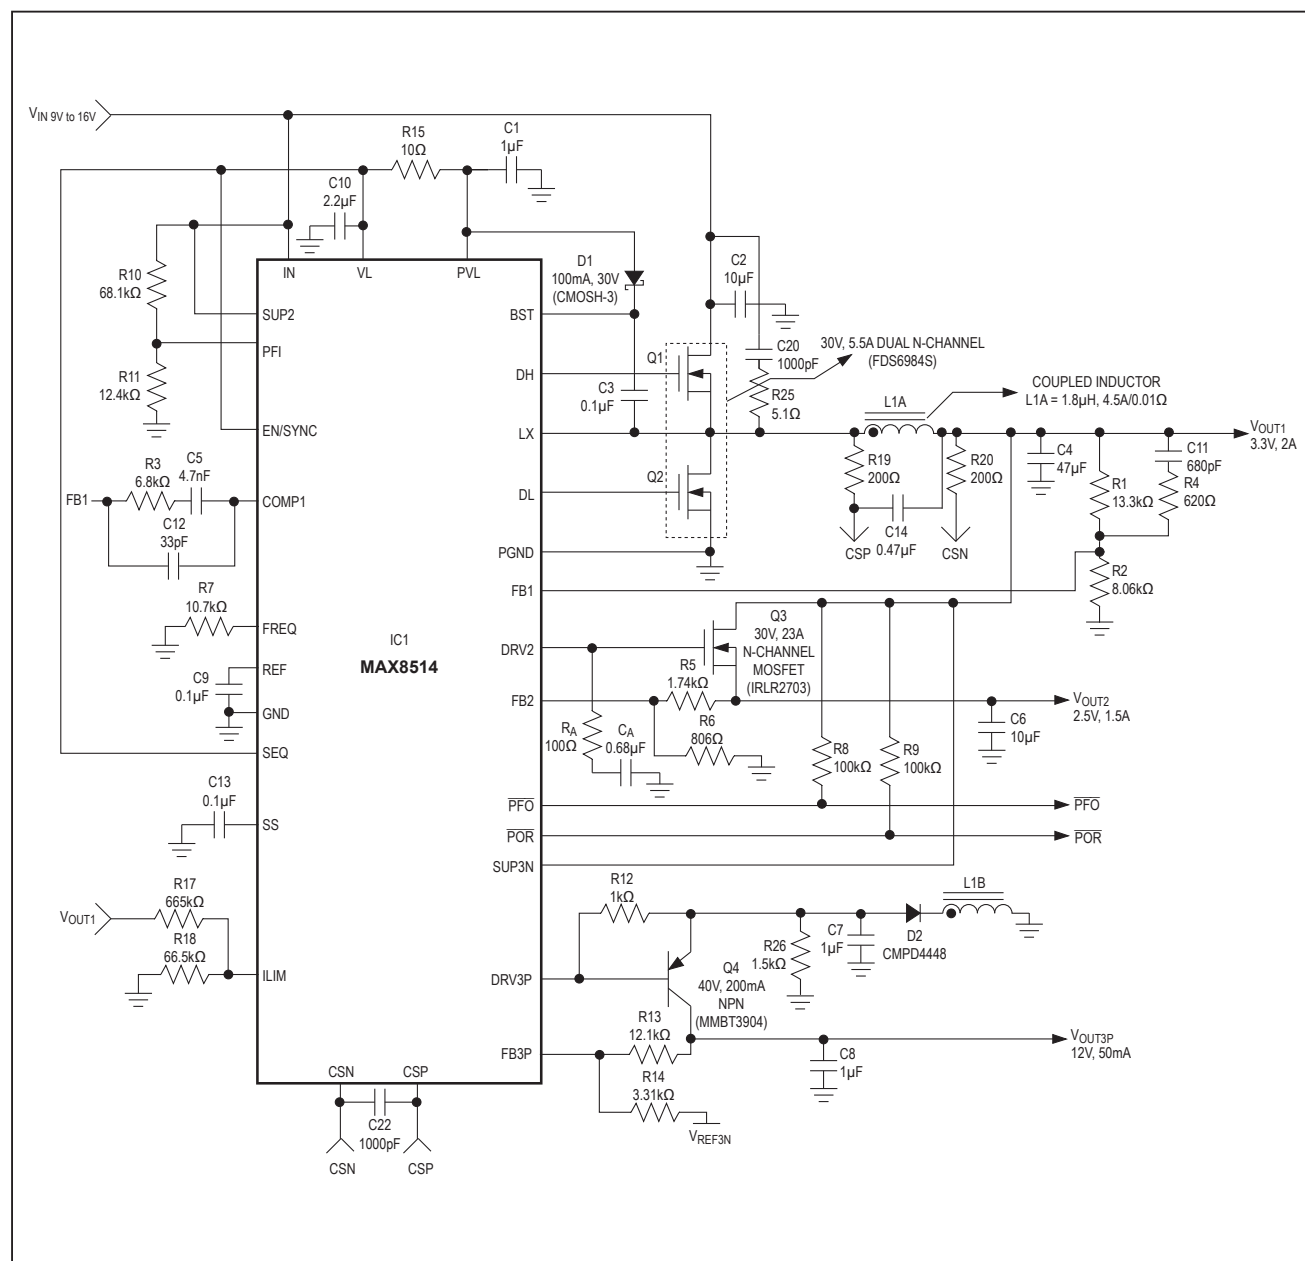 V_IN 9V to 16V
R15
10Ω
C1
1µF
C10
2.2µF
R10
68.1kΩ
IN
VL
PVL
D1
100mA, 30V
(CMOSH-3)
C2
10µF
SUP2
BST
PFI
R11
12.4kΩ
Q1
DH
C20
1000pF
30V, 5.5A DUAL N-CHANNEL
(FDS6984S)
C3
0.1µF
R25
5.1Ω
L1A
COUPLED INDUCTOR
L1A = 1.8µH, 4.5A/0.01Ω
EN/SYNC
LX
V_OUT1
3.3V, 2A
R3
6.8kΩ
C5
4.7nF
FB1
COMP1
C12
33pF
Q2
DL
R19
200Ω
R20
200Ω
C4
47µF
C11
680pF
R1
13.3kΩ
R4
620Ω
C14
0.47µF
CSP
CSN
PGND
R2
8.06kΩ
FB1
R7
10.7kΩ
FREQ
IC1
MAX8514
DRV2
Q3
30V, 23A
N-CHANNEL
MOSFET
(IRLR2703)
REF
C9
0.1µF
GND
R5
1.74kΩ
FB2
V_OUT2
2.5V, 1.5A
C6
10µF
R_A
100Ω
C_A
0.68µF
R6
806Ω
SEQ
R8
100kΩ
R9
100kΩ
C13
0.1µF
SS
PFO
PFO
POR
POR
SUP3N
R17
665kΩ
V_OUT1
R18
66.5kΩ
ILIM
R12
1kΩ
L1B
D2
CMPD4448
C7
1µF
R26
1.5kΩ
DRV3P
Q4
40V, 200mA
NPN
(MMBT3904)
R13
12.1kΩ
FB3P
V_OUT3P
12V, 50mA
C8
1µF
R14
3.31kΩ
V_REF3N
CSN
CSP
C22
1000pF
CSN
CSP